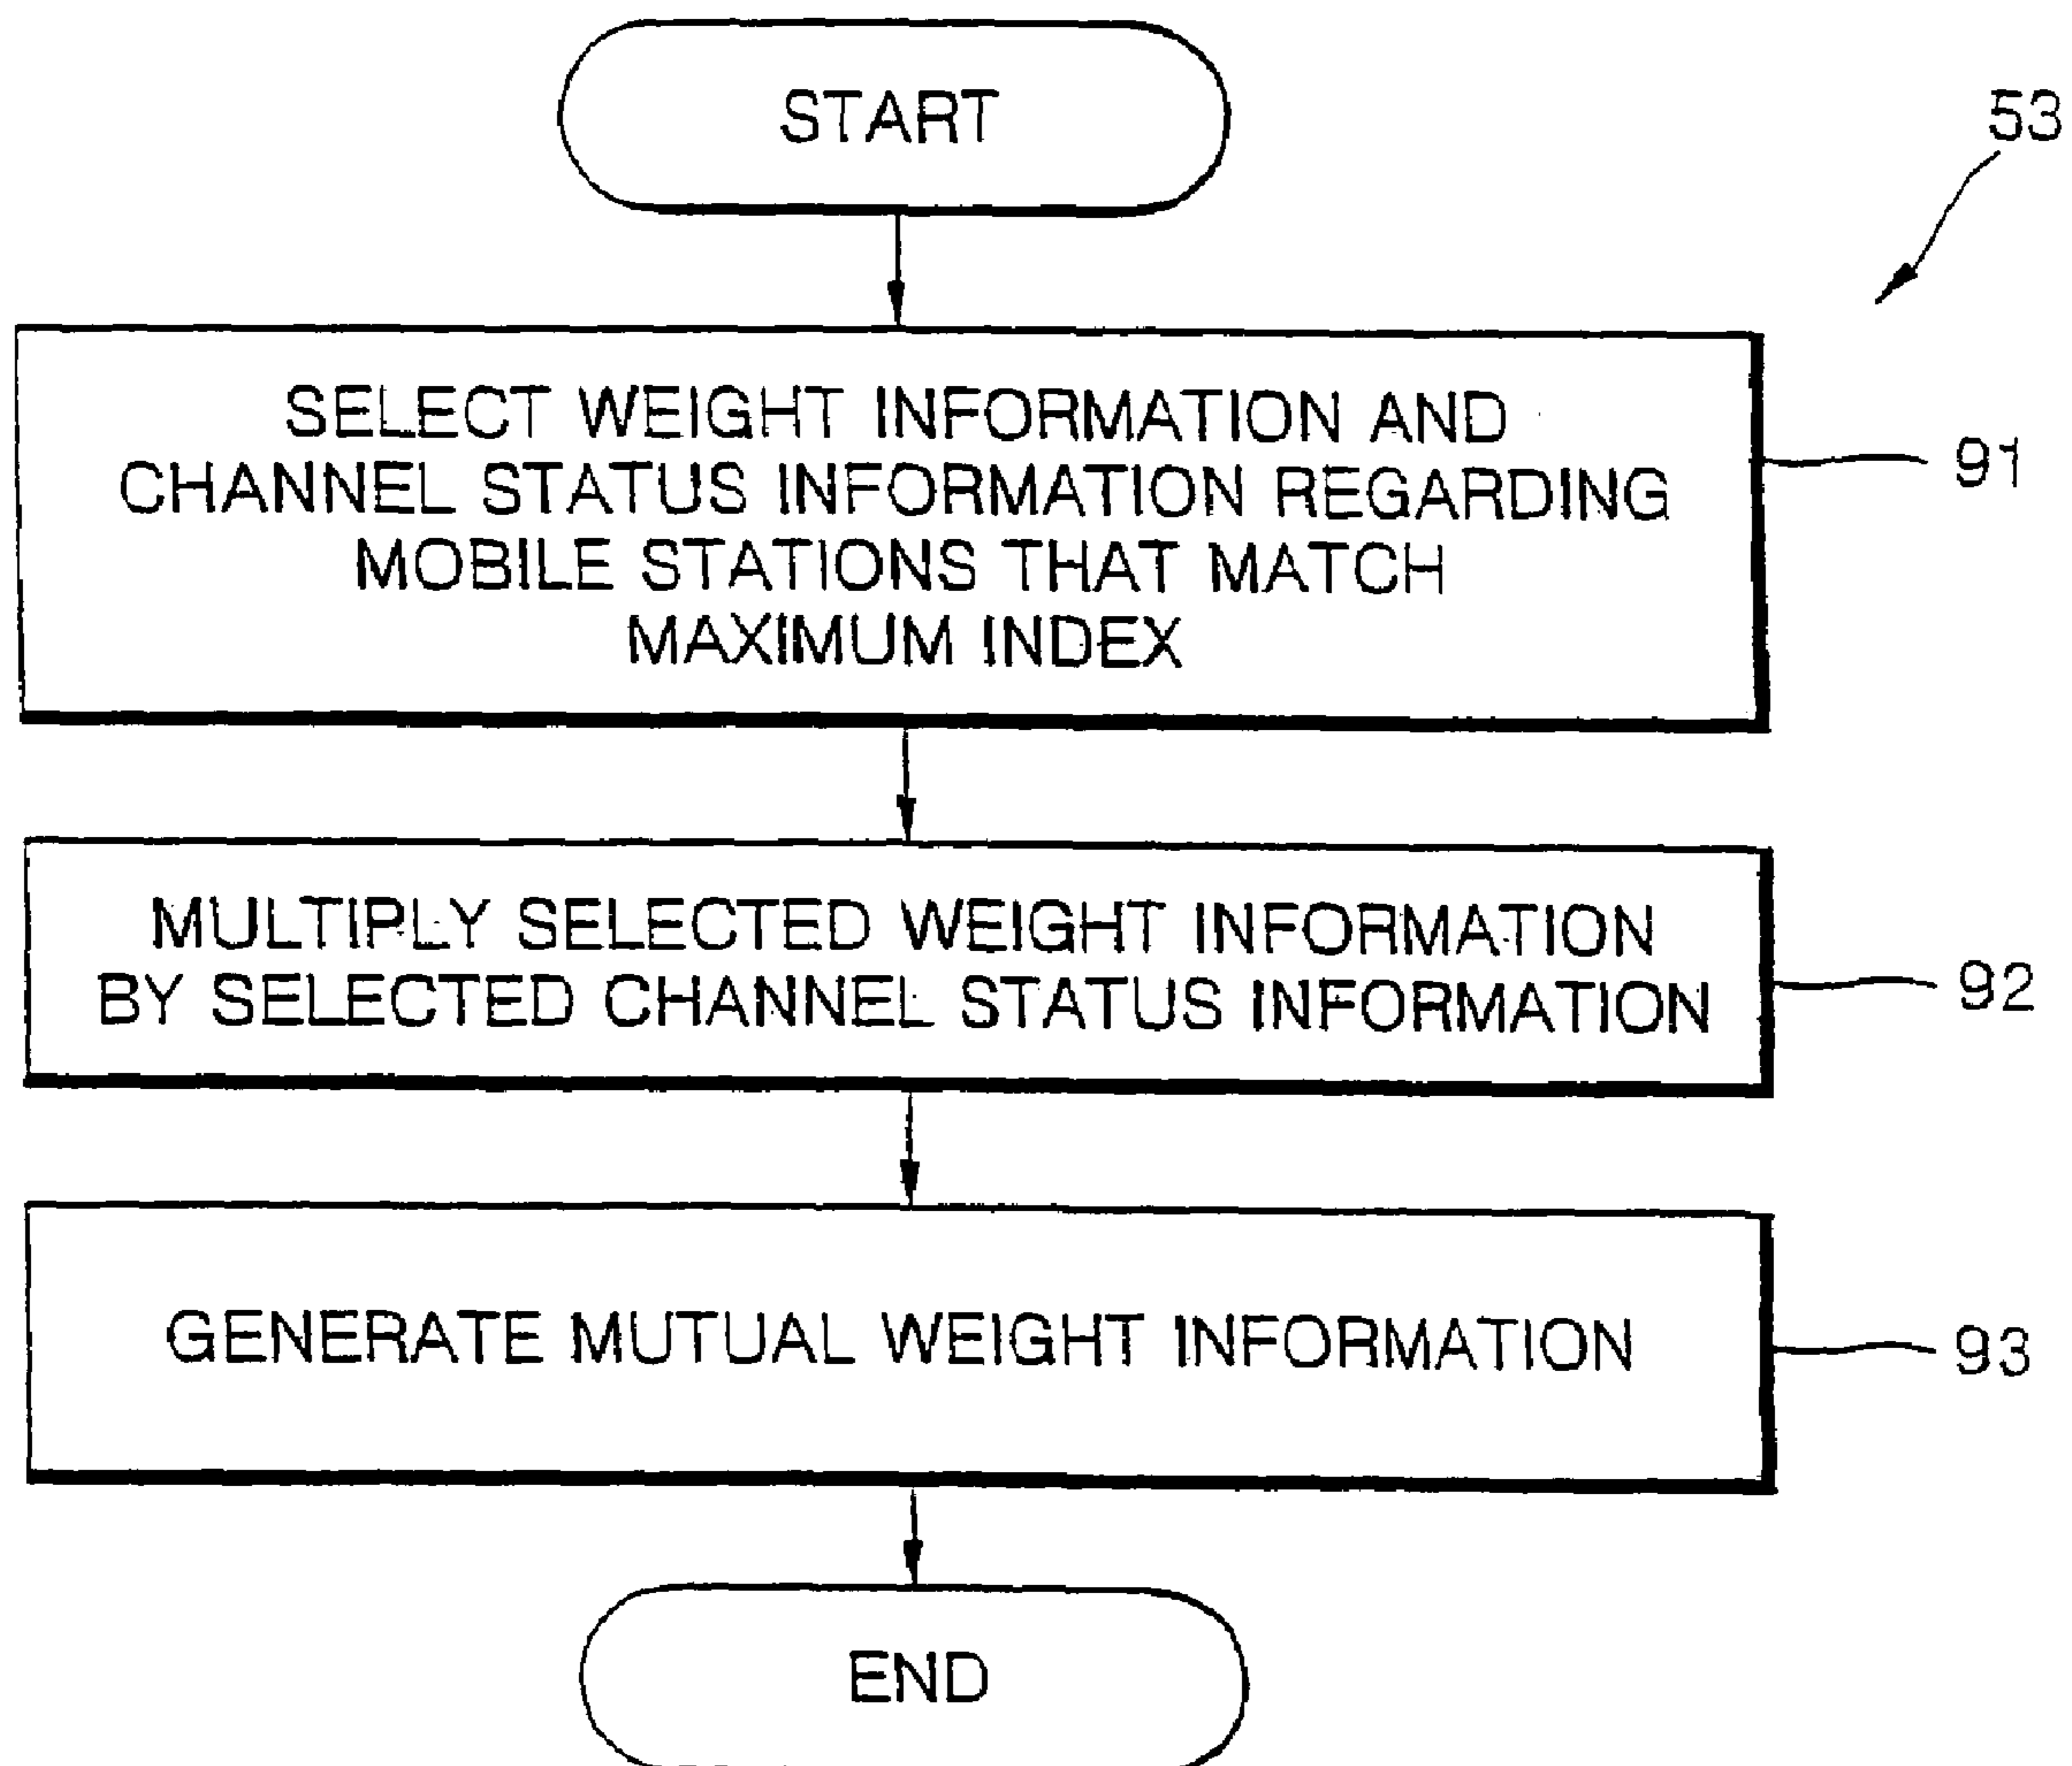 START
53
SELECT WEIGHT INFORMATION AND
CHANNEL STATUS INFORMATION REGARDING
MOBILE STATIONS THAT MATCH
MAXIMUM INDEX
91
MULTIPLY SELECTED WEIGHT INFORMATION
BY SELECTED CHANNEL STATUS INFORMATION
92
GENERATE MUTUAL WEIGHT INFORMATION
93
END